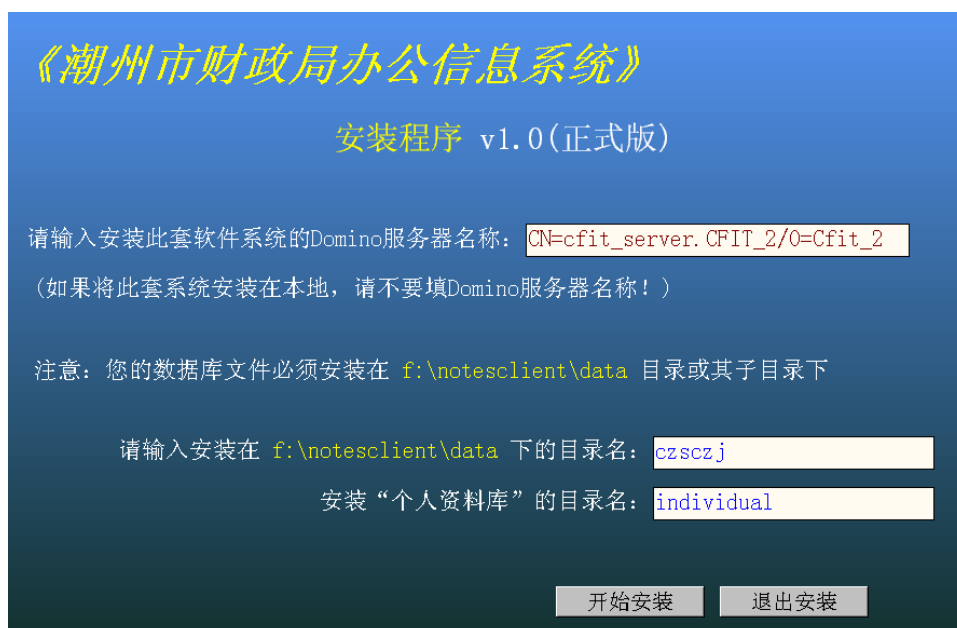 《潮州市财政局办公信息系统》
安装程序 v1.0(正式版)
请输入安装此套软件系统的Domino服务器名称： CN=cfit_server.CFIT_2/O=Cfit_2
(如果将此套系统安装在本地，请不要填Domino服务器名称！)
注意：您的数据库文件必须安装在 f:\notesclient\data 目录或其子目录下
请输入安装在 f:\notesclient\data 下的目录名： czsczj
安装“个人资料库”的目录名： individual
开始安装 退出安装